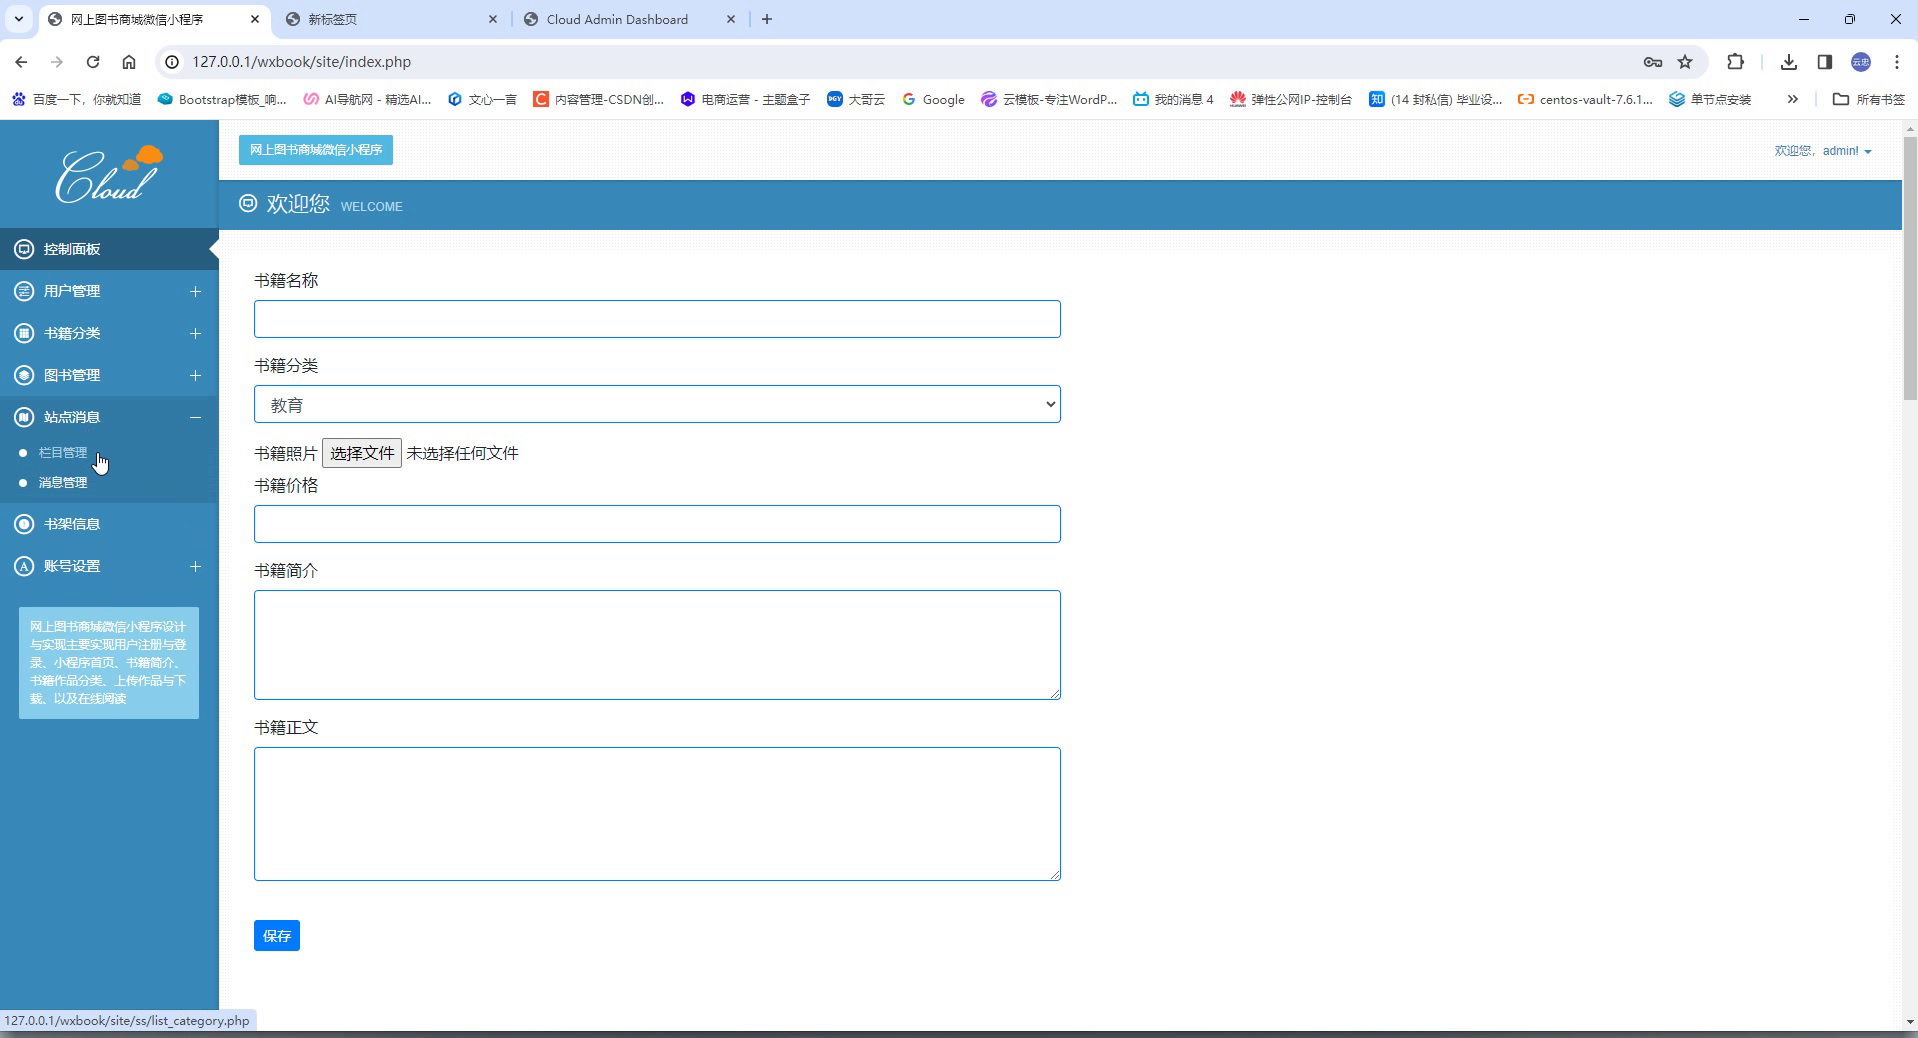 网上图书商城微信小程序
新标签页
Cloud Admin Dashboard
127.0.0.1/wxbook/site/index.php
云忠
百度一下，你就知道
Bootstrap模板_响...
AI导航网 - 精选AI...
文心一言
内容管理-CSDN创...
电商运营 - 主题盒子
大哥云
Google
云模板-专注WordP...
我的消息 4
弹性公网IP-控制台
(14 封私信) 毕业设...
centos-vault-7.6.1...
单节点安装
所有书签
Cloud
网上图书商城微信小程序
欢迎您，admin!
欢迎您 WELCOME
控制面板
用户管理
书籍分类
图书管理
站点消息
栏目管理
消息管理
书架信息
账号设置
网上图书商城微信小程序设计
与实现主要实现用户注册与登
录、小程序首页、书籍简介、
书籍作品分类、上传作品与下
载、以及在线阅读
书籍名称
书籍分类
教育
书籍照片 选择文件 未选择任何文件
书籍价格
书籍简介
书籍正文
保存
127.0.0.1/wxbook/site/ss/list_category.php